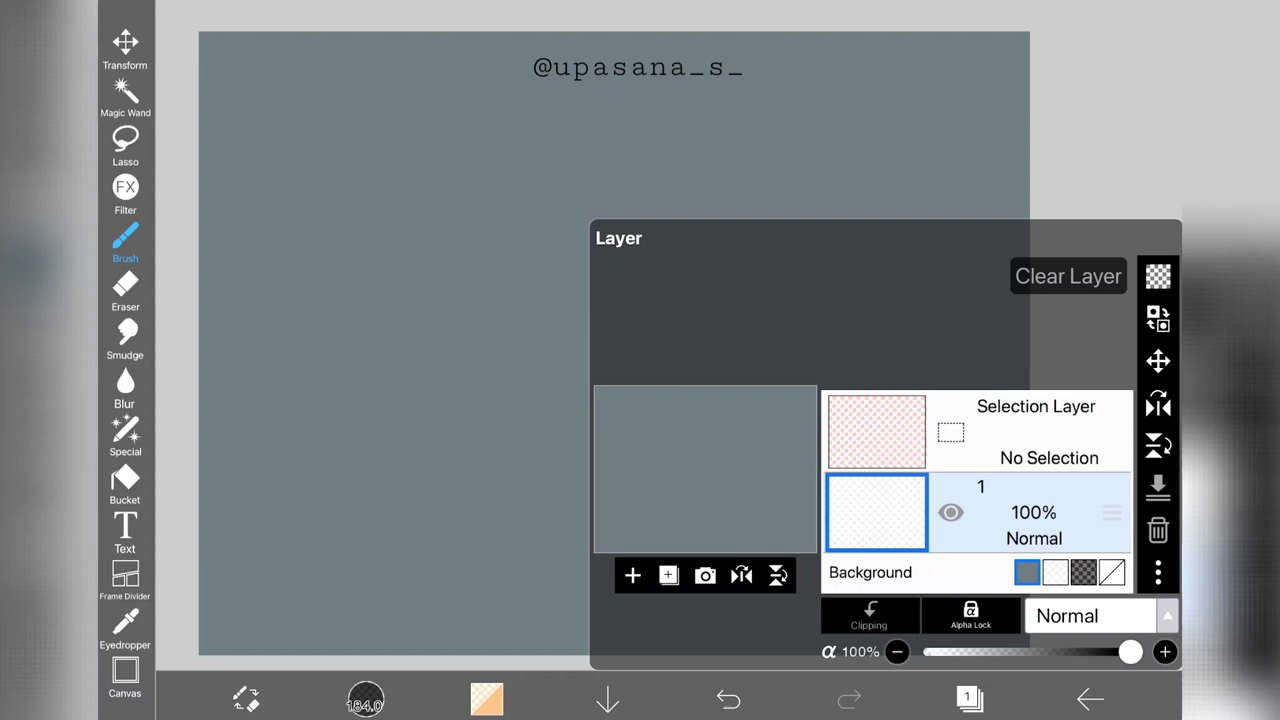 @upasana_s_
Transform
Magic Wand
Lasso
FX
Filter
Brush
Eraser
Smudge
Blur
Special
Bucket
T
Text
Frame Divider
Eyedropper
Canvas
Layer
Clear Layer
Selection Layer
No Selection
1
100%
Normal
Background
Clipping
α
Alpha Lock
Normal
α 100%
184.0
1